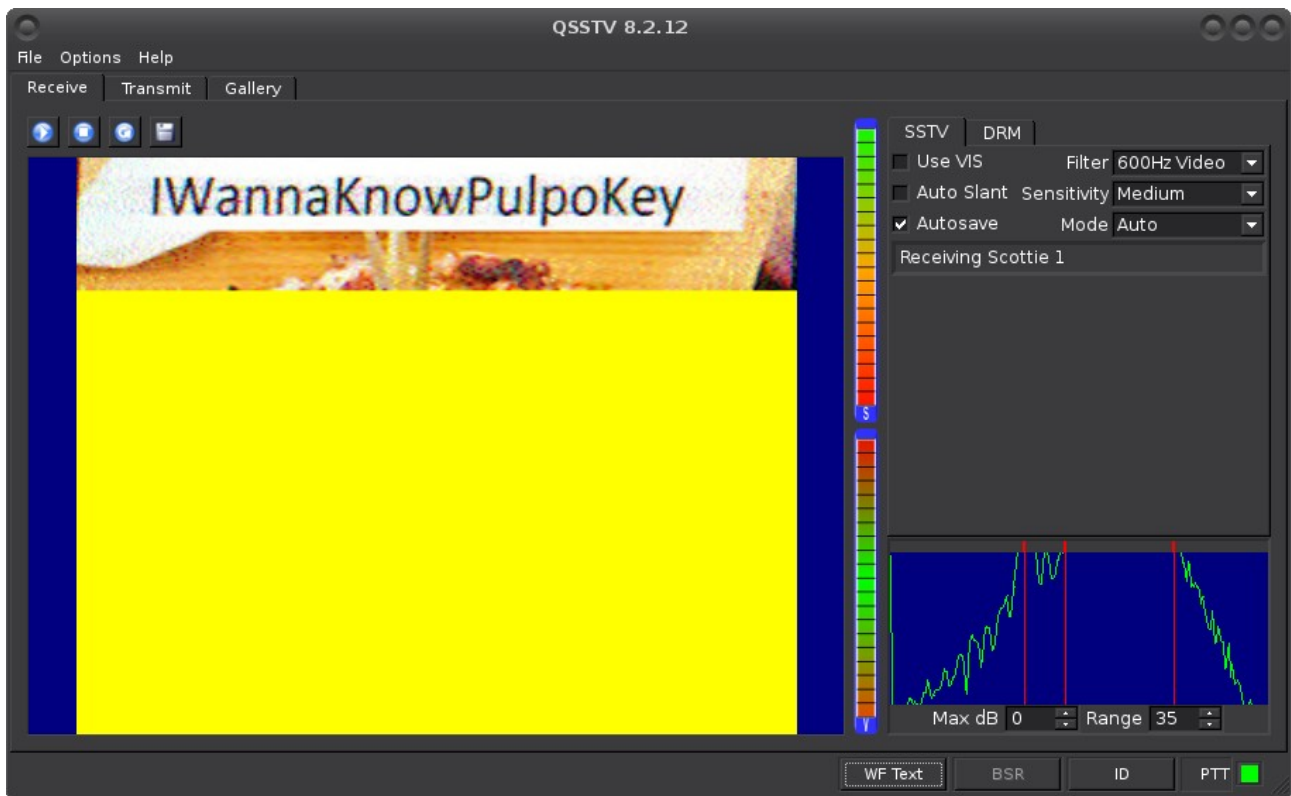 QSSTV 8.2.12
File Options Help
Receive Transmit Gallery
SSTV DRM
Use VIS Filter 600Hz Video
Auto Slant Sensitivity Medium
Autosave Mode Auto
Receiving Scottie 1
IWannaKnowPulpoKey
S
V
Max dB 0 Range 35
WF Text BSR ID PTT